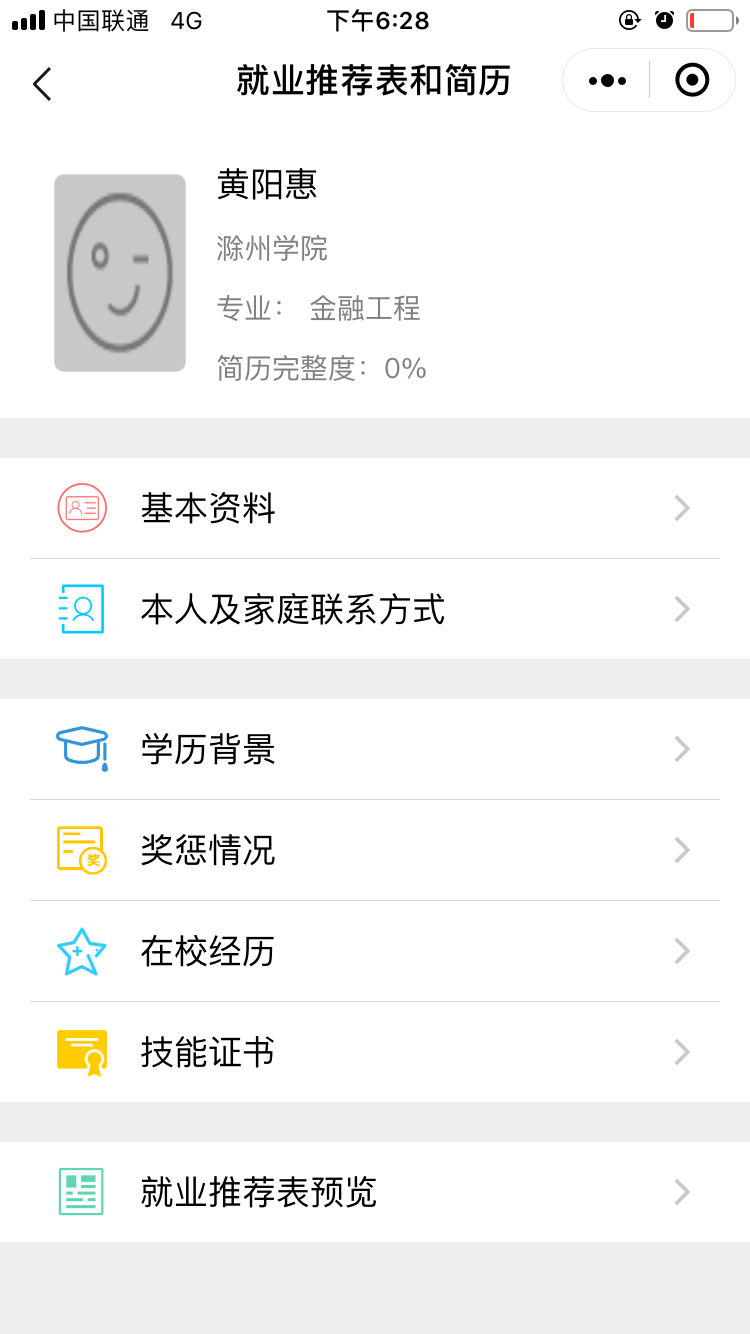 中国联通 4G 下午6:28
就业推荐表和简历
黄阳惠
滁州学院
专业： 金融工程
简历完整度：0%
基本资料
本人及家庭联系方式
学历背景
奖
奖惩情况
在校经历
技能证书
就业推荐表预览